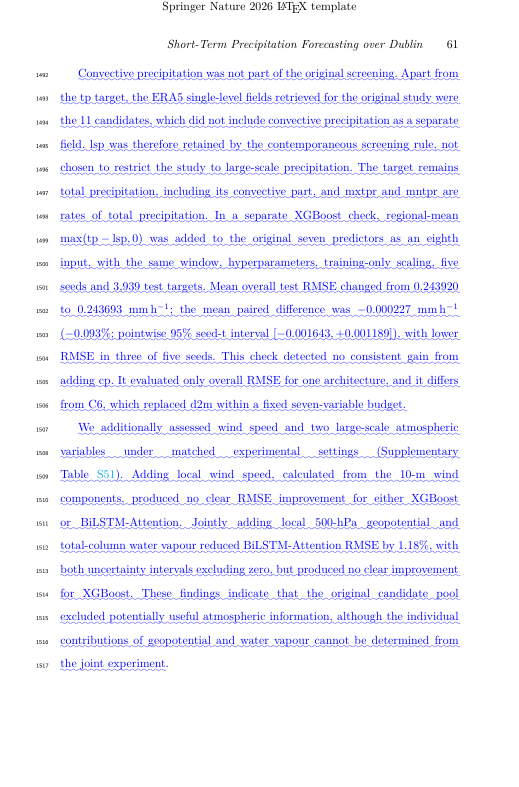 Springer Nature 2026 LATEX template
Short-Term Precipitation Forecasting over Dublin 61
1492 Convective precipitation was not part of the original screening. Apart from
1493 the tp target, the ERA5 single-level fields retrieved for the original study were
1494 the 11 candidates, which did not include convective precipitation as a separate
1495 field. lsp was therefore retained by the contemporaneous screening rule, not
1496 chosen to restrict the study to large-scale precipitation. The target remains
1497 total precipitation, including its convective part, and mxtpr and mntpr are
1498 rates of total precipitation. In a separate XGBoost check, regional-mean
1499 max(tp − lsp, 0) was added to the original seven predictors as an eighth
1500 input, with the same window, hyperparameters, training-only scaling, five
1501 seeds and 3,939 test targets. Mean overall test RMSE changed from 0.243920
1502 to 0.243693 mm h⁻¹; the mean paired difference was −0.000227 mm h⁻¹
1503 (−0.093%; pointwise 95% seed-t interval [−0.001643, +0.001189]), with lower
1504 RMSE in three of five seeds. This check detected no consistent gain from
1505 adding cp. It evaluated only overall RMSE for one architecture, and it differs
1506 from C6, which replaced d2m within a fixed seven-variable budget.
1507 We additionally assessed wind speed and two large-scale atmospheric
1508 variables under matched experimental settings (Supplementary
1509 Table S51). Adding local wind speed, calculated from the 10-m wind
1510 components, produced no clear RMSE improvement for either XGBoost
1511 or BiLSTM-Attention. Jointly adding local 500-hPa geopotential and
1512 total-column water vapour reduced BiLSTM-Attention RMSE by 1.18%, with
1513 both uncertainty intervals excluding zero, but produced no clear improvement
1514 for XGBoost. These findings indicate that the original candidate pool
1515 excluded potentially useful atmospheric information, although the individual
1516 contributions of geopotential and water vapour cannot be determined from
1517 the joint experiment.